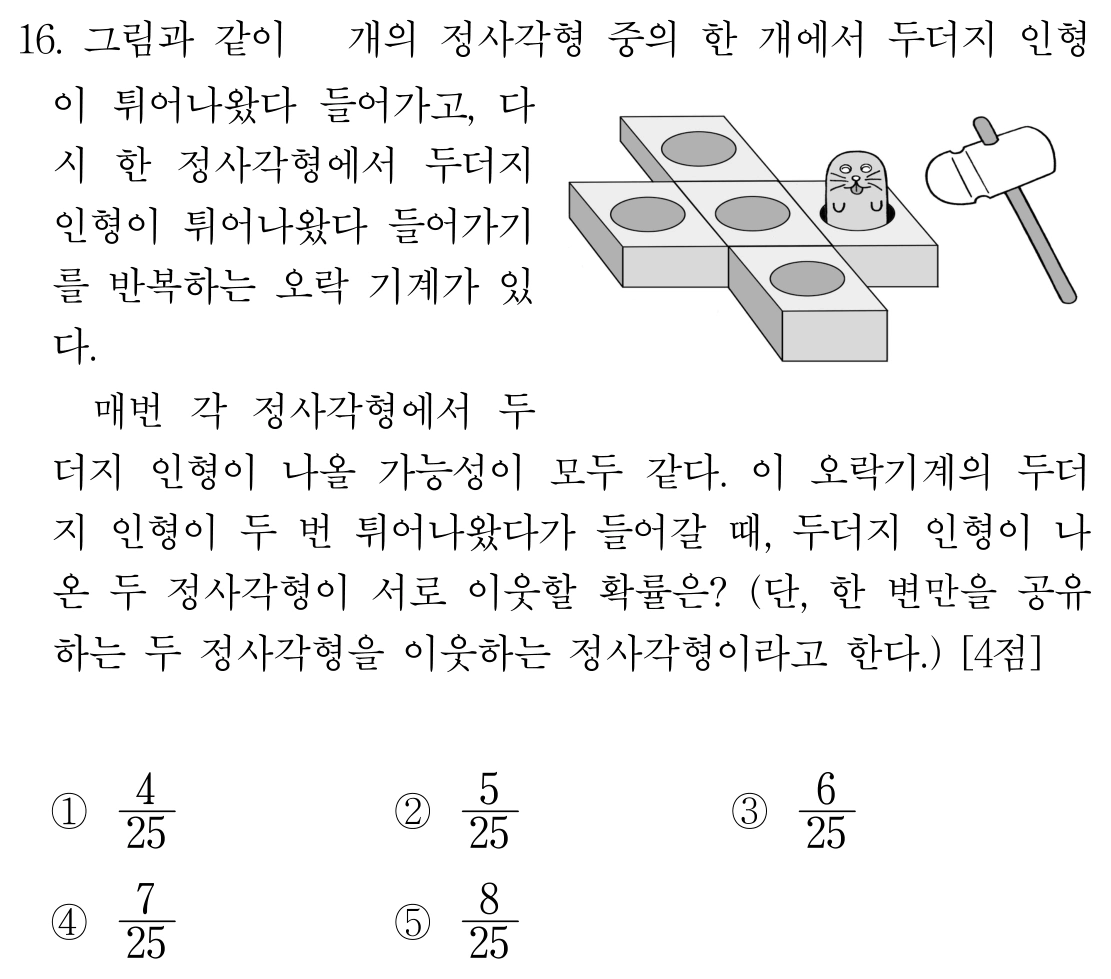 16. 그림과 같이 개의 정사각형 중의 한 개에서 두더지 인형
이 튀어나왔다 들어가고, 다
시 한 정사각형에서 두더지
인형이 튀어나왔다 들어가기
를 반복하는 오락 기계가 있
다.
매번 각 정사각형에서 두
더지 인형이 나올 가능성이 모두 같다. 이 오락기계의 두더
지 인형이 두 번 튀어나왔다가 들어갈 때, 두더지 인형이 나
온 두 정사각형이 서로 이웃할 확률은? (단, 한 변만을 공유
하는 두 정사각형을 이웃하는 정사각형이라고 한다.) [4점]
① 4/25 ② 5/25 ③ 6/25
④ 7/25 ⑤ 8/25